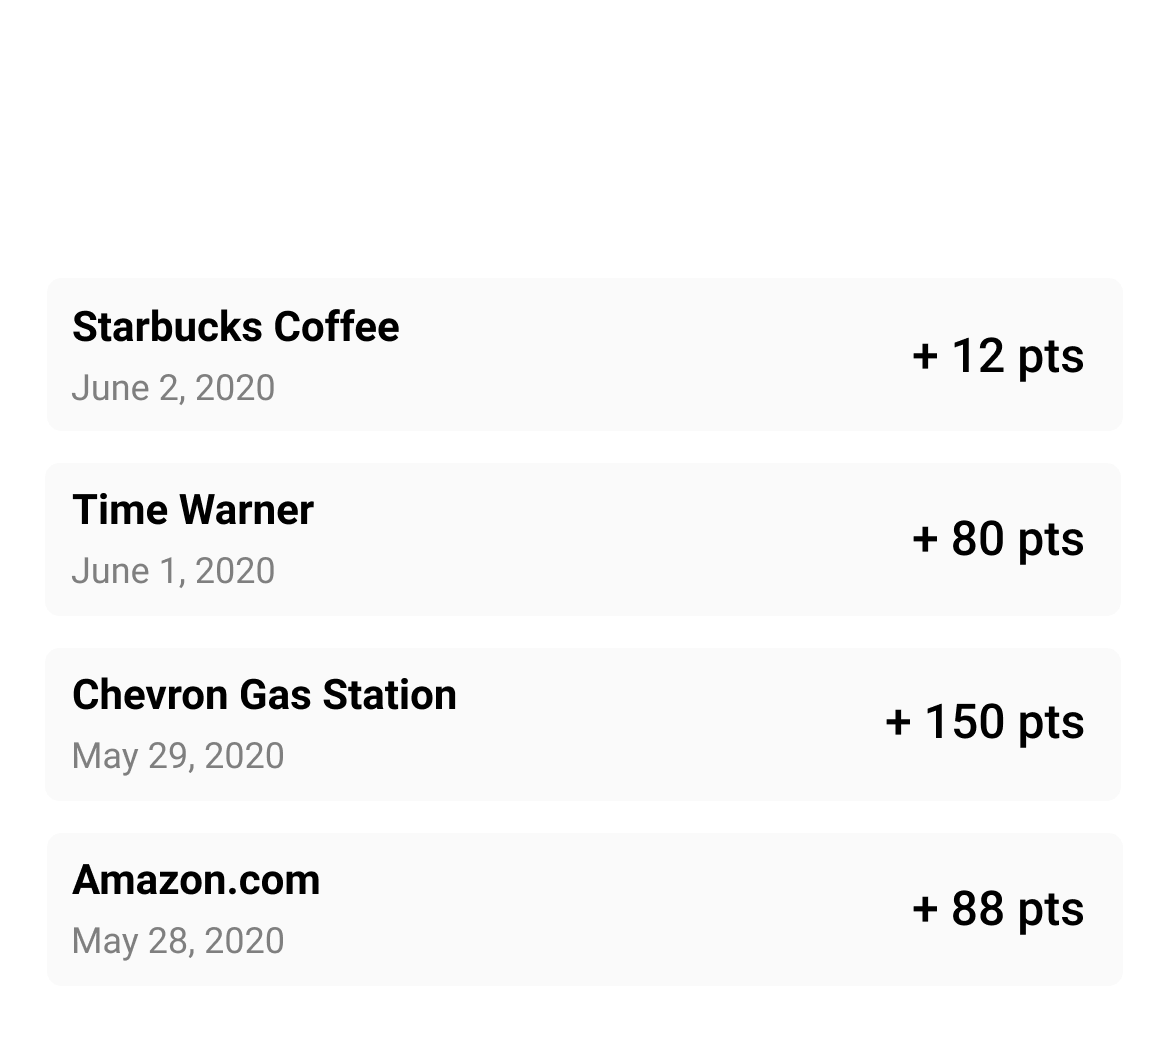 Starbucks Coffee
June 2, 2020
+ 12 pts
Time Warner
June 1, 2020
+ 80 pts
Chevron Gas Station
May 29, 2020
+ 150 pts
Amazon.com
May 28, 2020
+ 88 pts